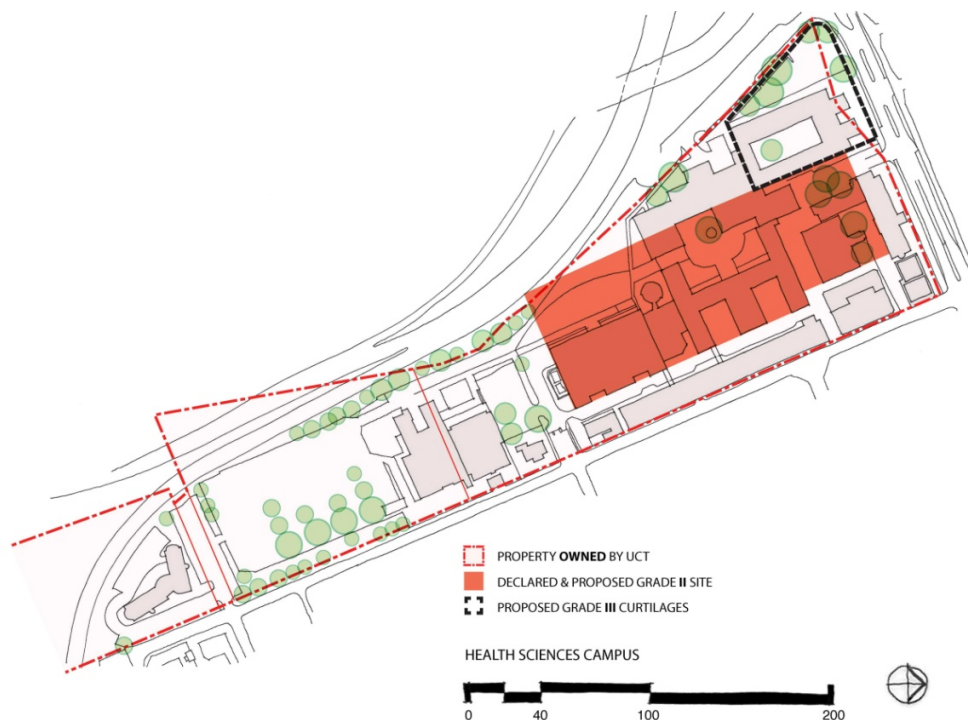 PROPERTY OWNED BY UCT
DECLARED & PROPOSED GRADE II SITE
PROPOSED GRADE III CURTILAGES
HEALTH SCIENCES CAMPUS
0 40 100 200